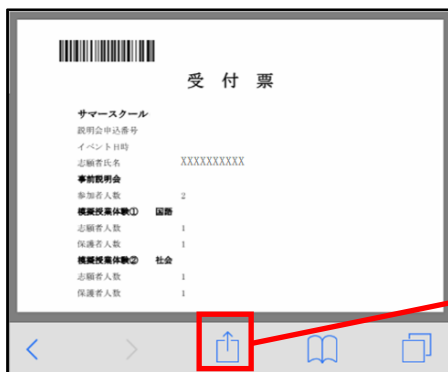 受付票
サマースクール
説明会申込番号
イベント日時
志願者氏名 XXXXXXXXXX
事前説明会
参加者人数 2
模擬授業体験① 国語
志願者人数 1
保護者人数 1
模擬授業体験② 社会
志願者人数 1
保護者人数 1